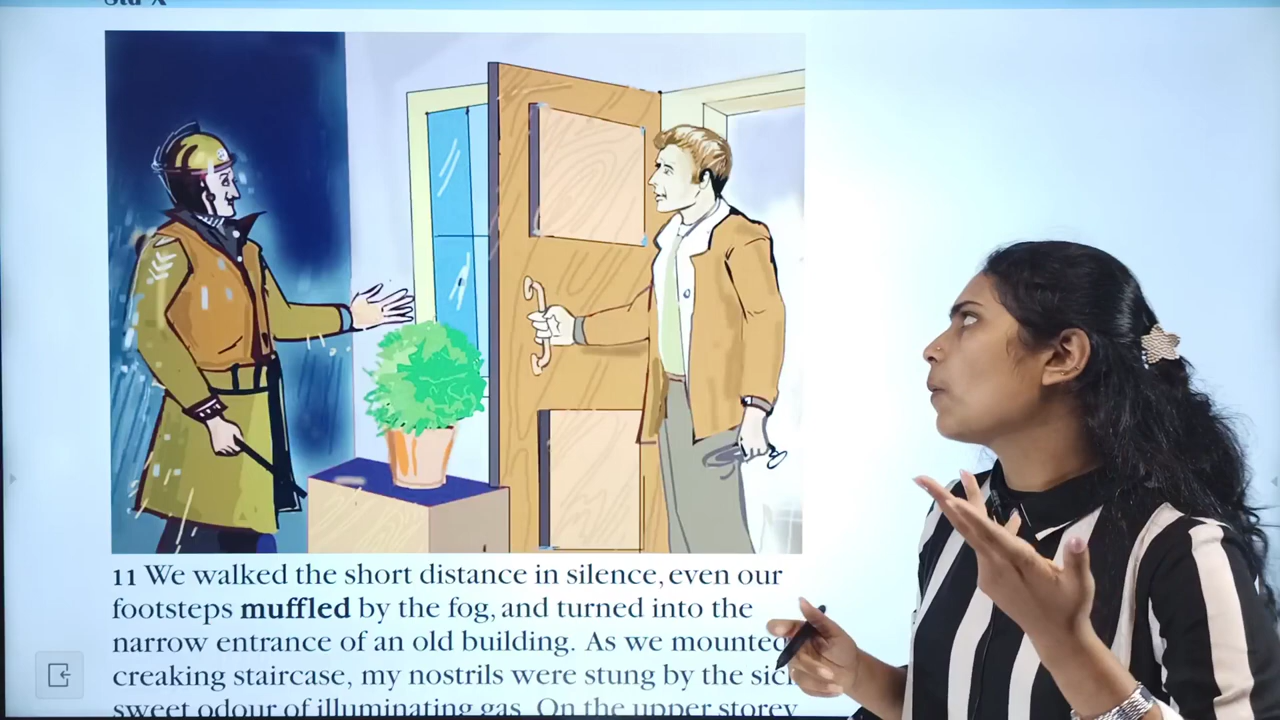 Std X
11 We walked the short distance in silence, even our
footsteps muffled by the fog, and turned into the
narrow entrance of an old building. As we mounted
creaking staircase, my nostrils were stung by the sick
sweet odour of illuminating gas. On the upper storey